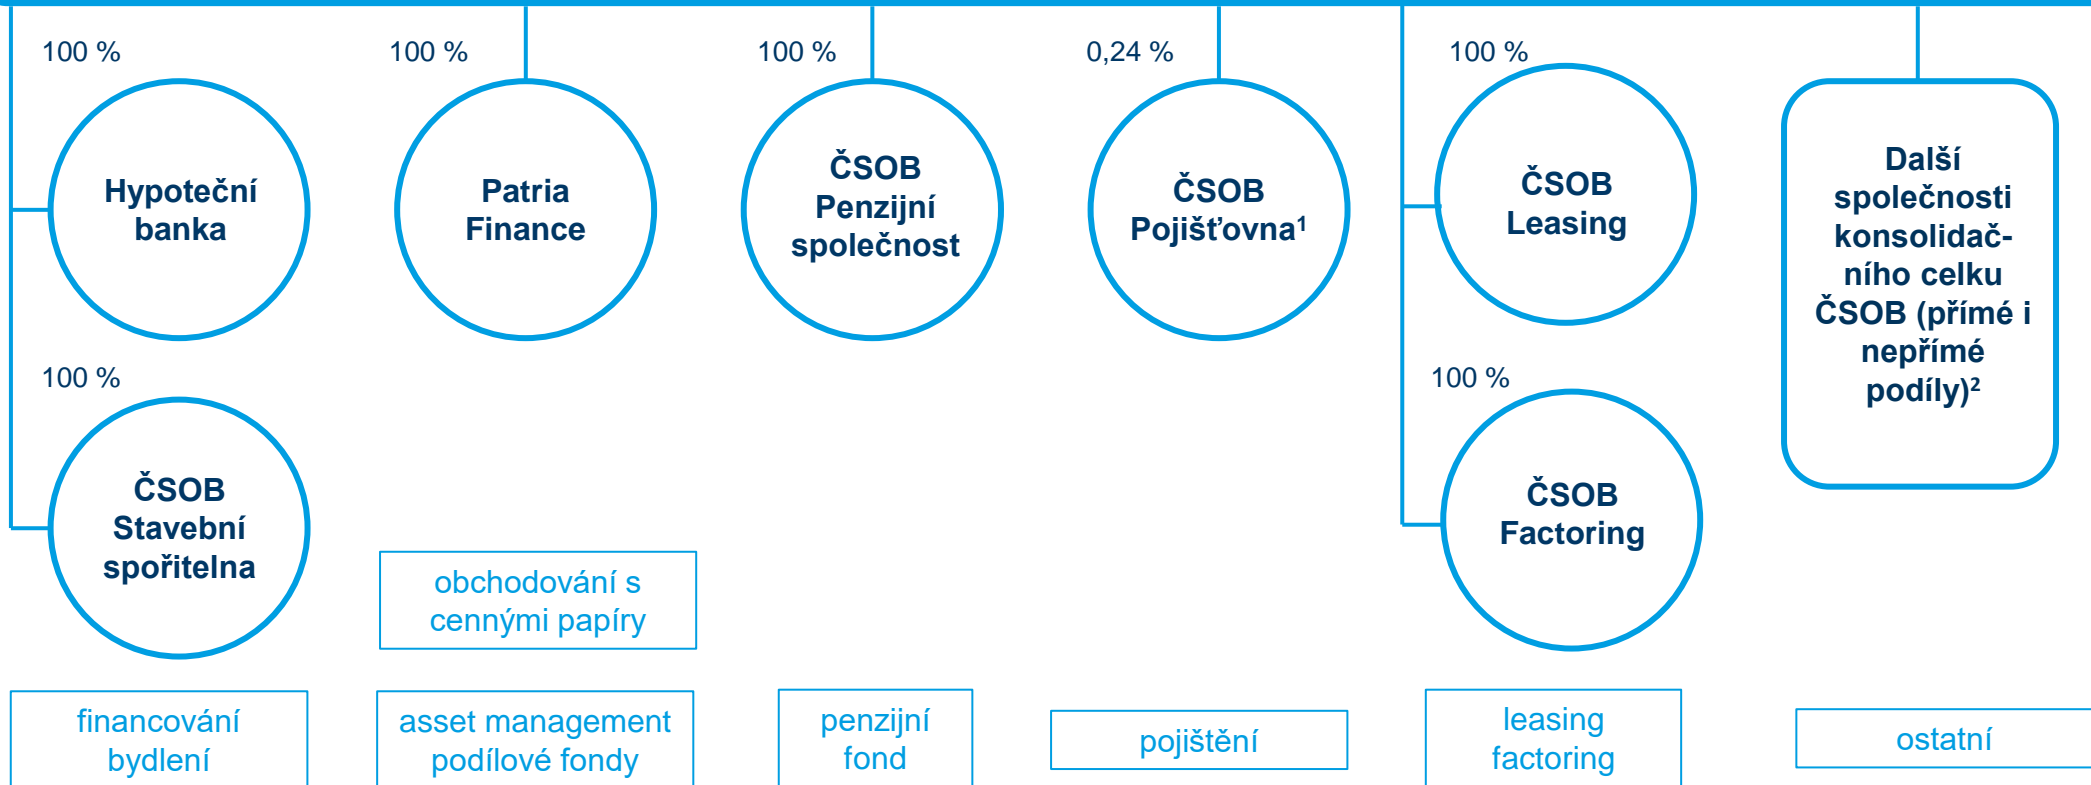 100 %
Hypoteční
banka
100 %
ČSOB
Stavební
spořitelna
financování
bydlení
100 %
Patria
Finance
obchodování s
cennými papíry
asset management
podílové fondy
100 %
ČSOB
Penzijní
společnost
penzijní
fond
0,24 %
ČSOB
Pojišťovna¹
pojištění
100 %
ČSOB
Leasing
100 %
ČSOB
Factoring
leasing
factoring
Další
společnosti
konsolidač-
ního celku
ČSOB (přímé i
nepřímé
podíly)²
ostatní